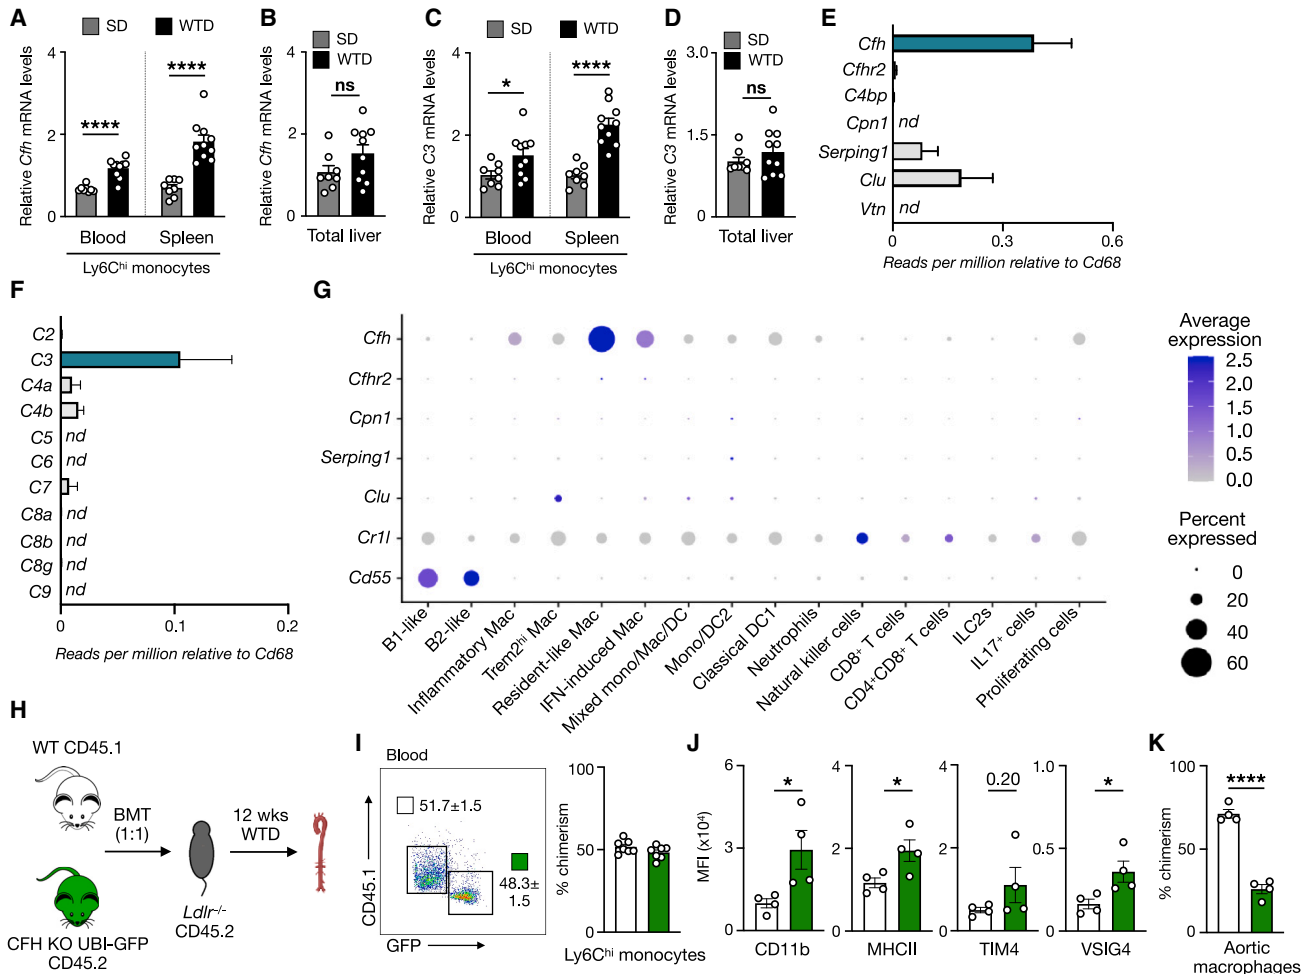 A
SD WTD
Relative Cfh mRNA levels
4
2
0
**** ****
Blood Spleen
Ly6Chi monocytes
B
SD
WTD
Relative Cfh mRNA levels
4
2
0
ns
Total liver
C
SD WTD
Relative C3 mRNA levels
4
2
0
* ****
Blood Spleen
Ly6Chi monocytes
D
SD
WTD
Relative C3 mRNA levels
3.0
1.5
0
ns
Total liver
E
Cfh
Cfhr2
C4bp
Cpn1 nd
Serping1
Clu
Vtn nd
0 0.3 0.6
Reads per million relative to Cd68
F
C2
C3
C4a
C4b
C5 nd
C6 nd
C7
C8a nd
C8b nd
C8g nd
C9 nd
0 0.1 0.2
Reads per million relative to Cd68
G
Cfh
Cfhr2
Cpn1
Serping1
Clu
Cr1l
Cd55
B1-like
B2-like
Inflammatory Mac
Trem2hi Mac
Resident-like Mac
IFN-induced Mac
Mixed mono/Mac/DC
Mono/DC2
Classical DC1
Neutrophils
Natural killer cells
CD8+ T cells
CD4+CD8+ T cells
ILC2s
IL17+ cells
Proliferating cells
Average
expression
2.5
2.0
1.5
1.0
0.5
0.0
Percent
expressed
0
20
40
60
H
WT CD45.1
BMT
(1:1)
12 wks
WTD
Ldlr-/-
CD45.2
CFH KO UBI-GFP
CD45.2
I
Blood
51.7±1.5
48.3±
1.5
CD45.1
GFP
% chimerism
100
50
0
Ly6Chi monocytes
J
MFI (x10⁴)
6
3
0
*
CD11b
4
2
0
*
MHCII
4
2
0
0.20
TIM4
1.0
0.5
0
*
VSIG4
K
% chimerism
100
50
0
****
Aortic
macrophages